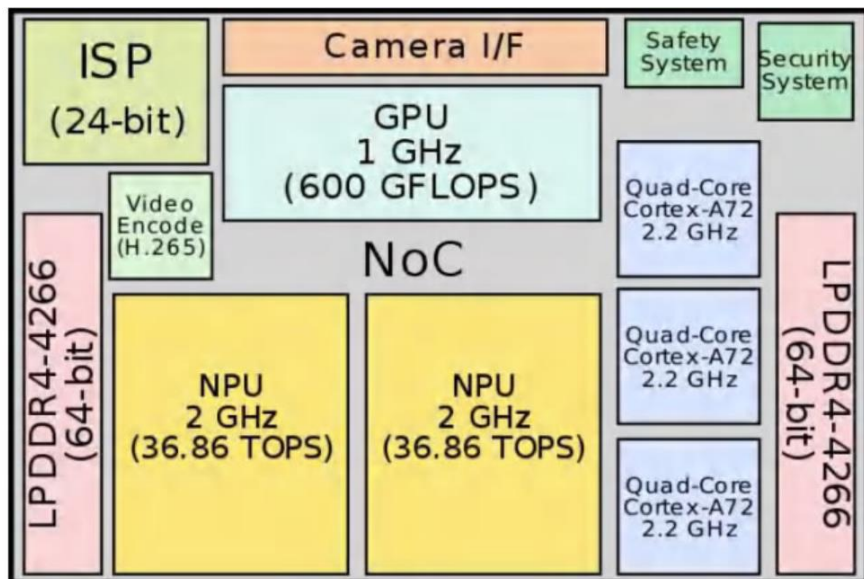 ISP
(24-bit)
Camera I/F
Safety
System
Security
System
GPU
1 GHz
(600 GFLOPS)
Video
Encode
(H.265)
Quad-Core
Cortex-A72
2.2 GHz
NoC
LPDDR4-4266
(64-bit)
NPU
2 GHz
(36.86 TOPS)
NPU
2 GHz
(36.86 TOPS)
Quad-Core
Cortex-A72
2.2 GHz
Quad-Core
Cortex-A72
2.2 GHz
LPDDR4-4266
(64-bit)